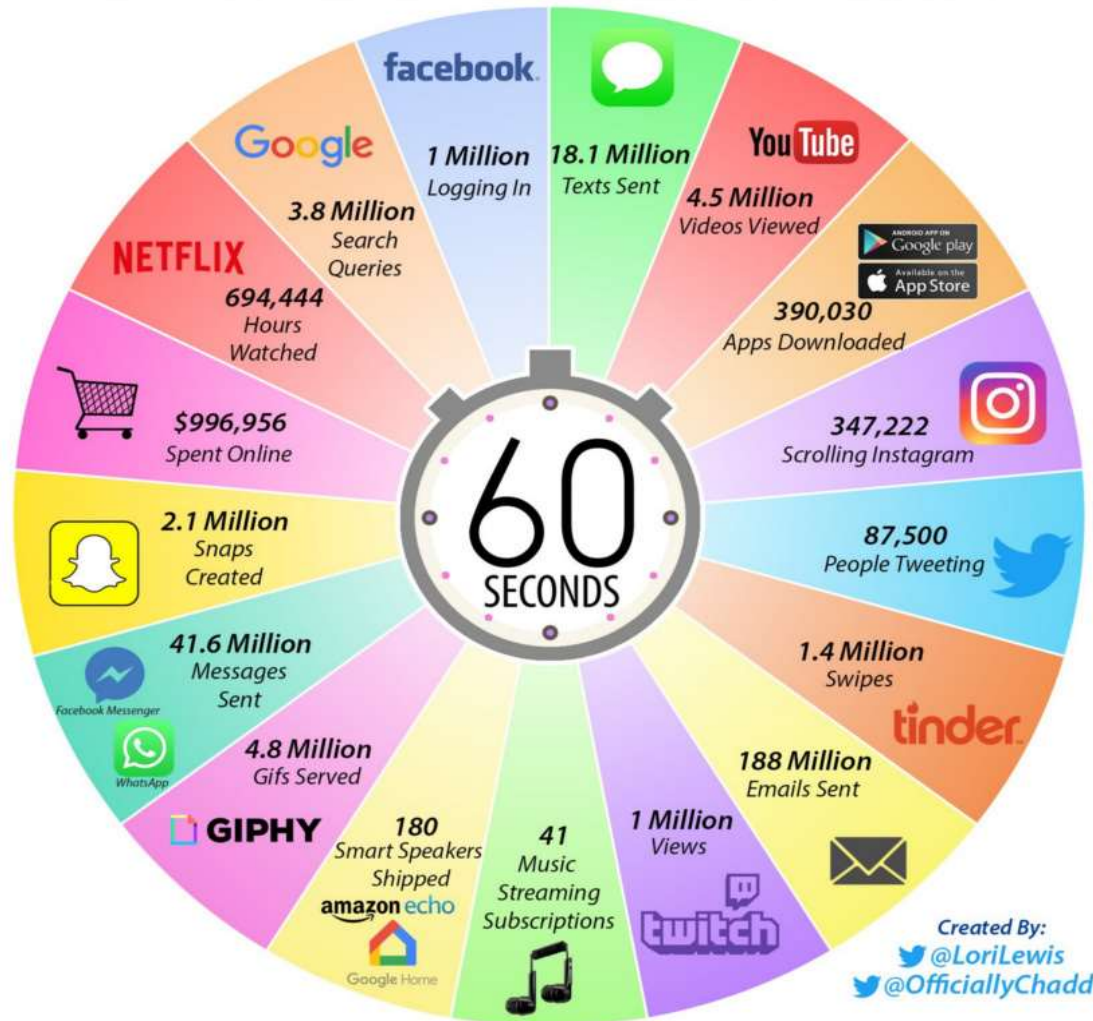 facebook
1 Million
Logging In
18.1 Million
Texts Sent
YouTube
4.5 Million
Videos Viewed
ANDROID APP ON
Google play
Available on the
App Store
390,030
Apps Downloaded
347,222
Scrolling Instagram
87,500
People Tweeting
1.4 Million
Swipes
tinder
188 Million
Emails Sent
1 Million
Views
twitch
41
Music
Streaming
Subscriptions
180
Smart Speakers
Shipped
amazon echo
Google Home
4.8 Million
Gifs Served
GIPHY
41.6 Million
Messages
Sent
Facebook Messenger
WhatsApp
2.1 Million
Snaps
Created
$996,956
Spent Online
NETFLIX
694,444
Hours
Watched
Google
3.8 Million
Search
Queries
60
SECONDS
Created By:
@LoriLewis
@OfficiallyChadd